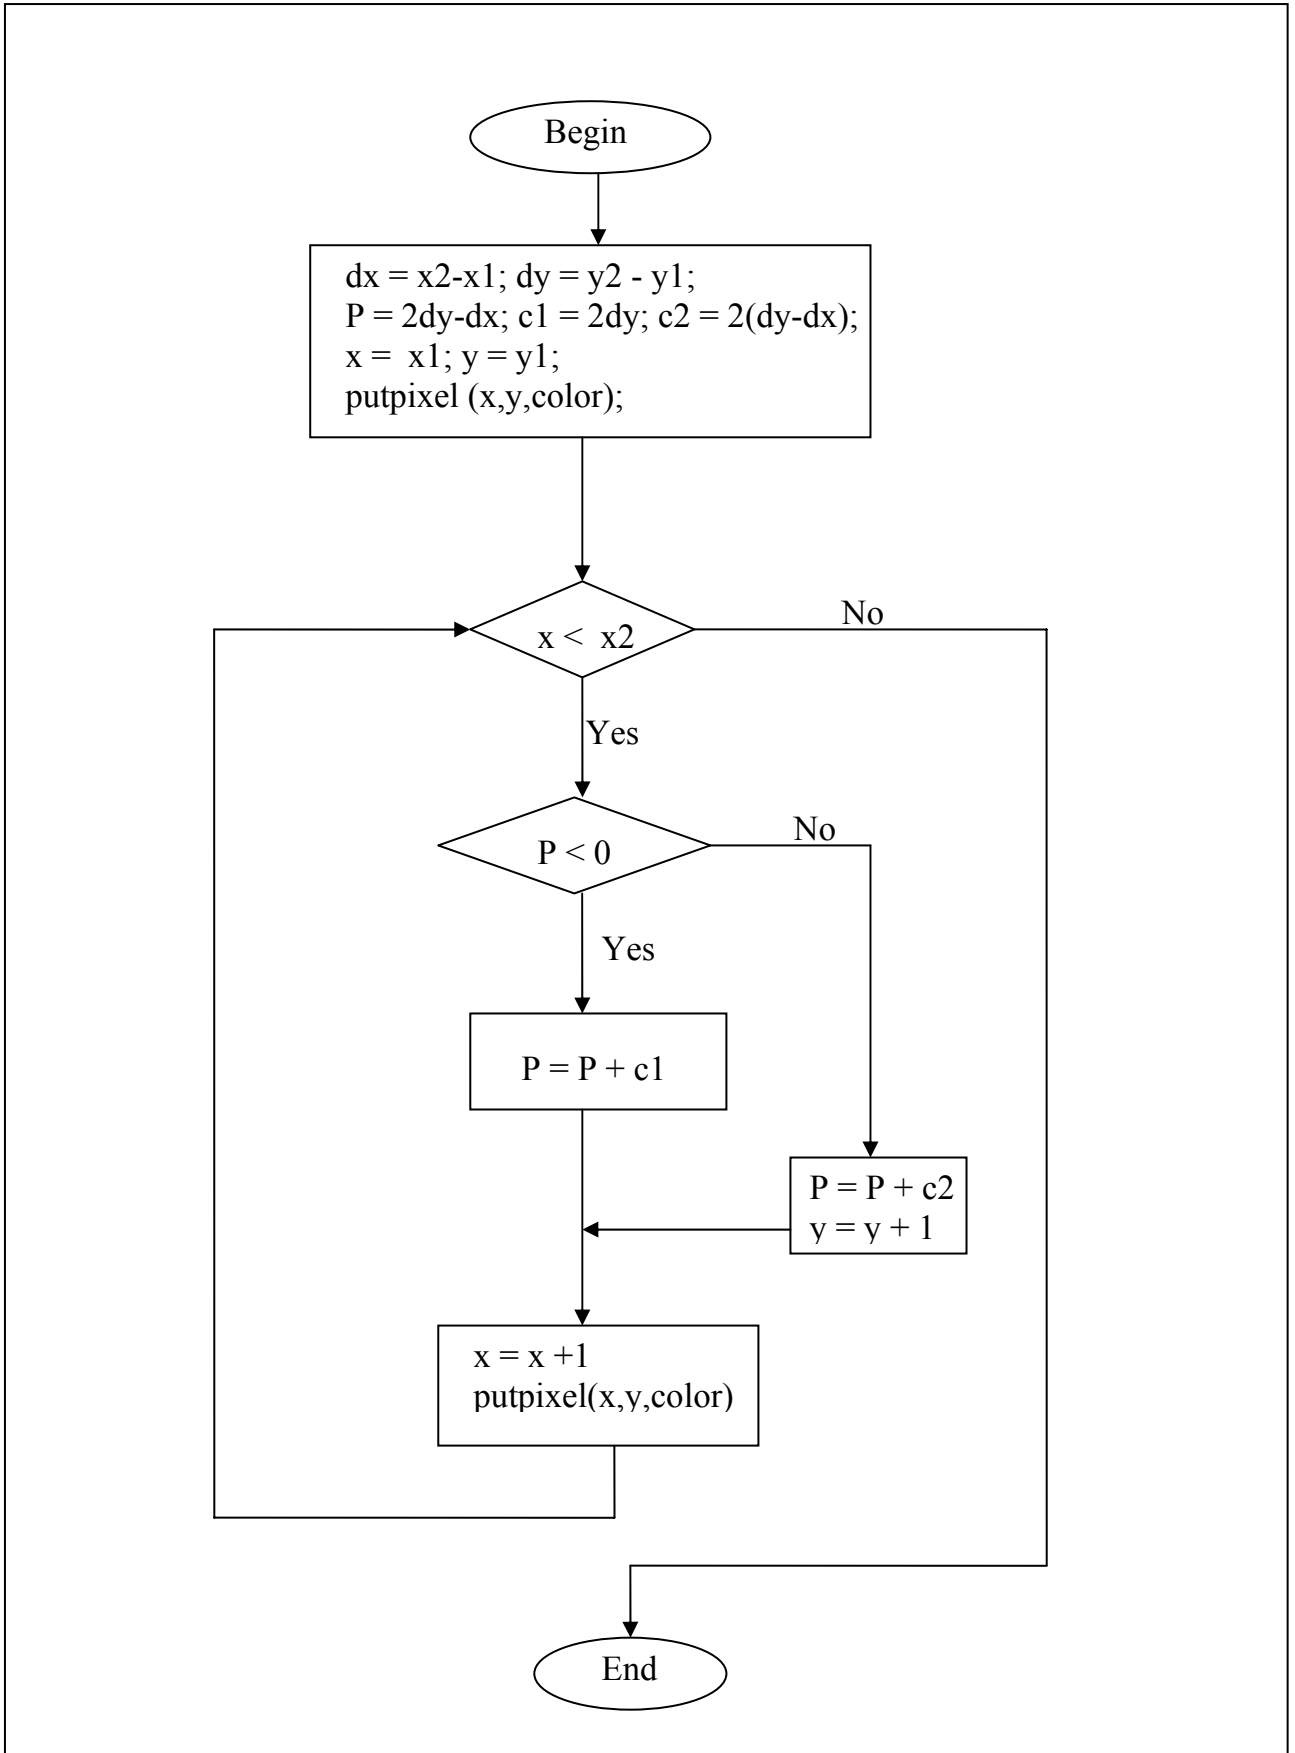 Begin
dx = x2-x1; dy = y2 - y1;
P = 2dy-dx; c1 = 2dy; c2 = 2(dy-dx);
x =  x1; y = y1;
putpixel (x,y,color);
x <  x2
No
Yes
P < 0
No
Yes
P = P + c1
P = P + c2
y = y + 1
x = x +1
putpixel(x,y,color)
End